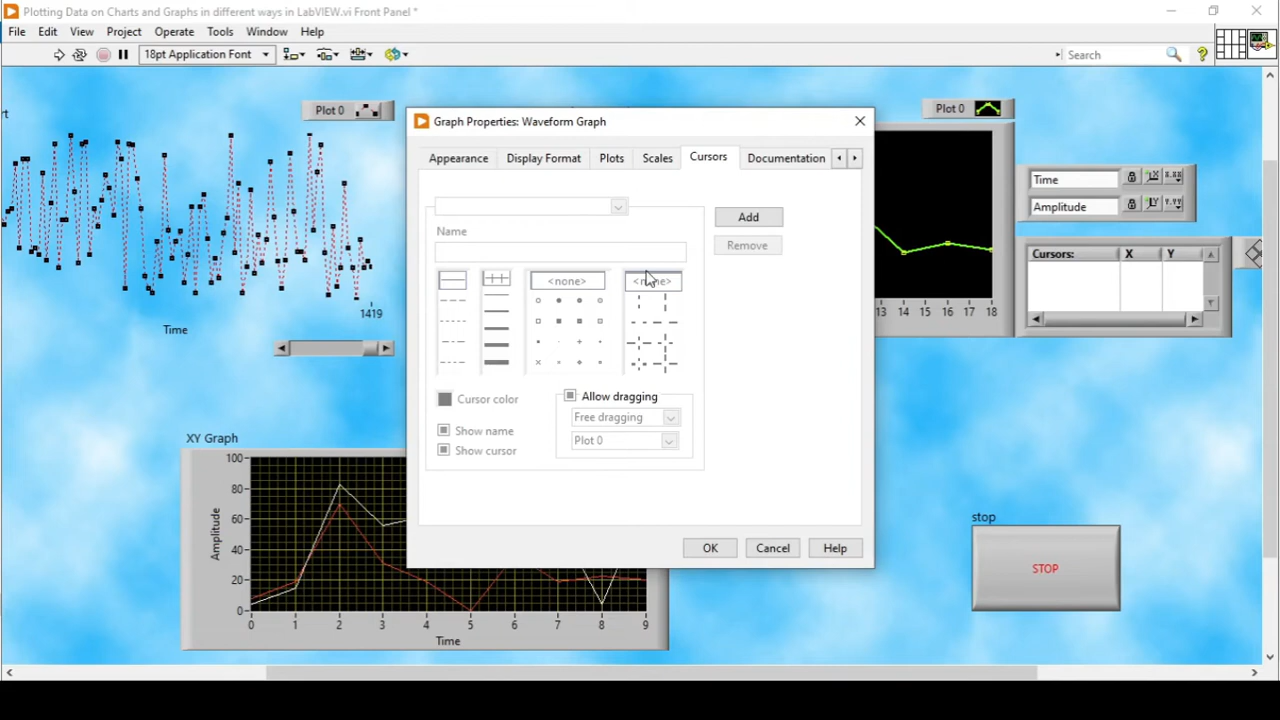 Plotting Data on Charts and Graphs in different ways in LabVIEW.vi Front Panel *
File Edit View Project Operate Tools Window Help
18pt Application Font
Search
Plot 0
1419
Time
Graph Properties: Waveform Graph
Appearance Display Format Plots Scales Cursors Documentation
Add
Name
Remove
<none>
Cursor color
Allow dragging
Free dragging
Show name
Plot 0
Show cursor
OK Cancel Help
Plot 0
13 14 15 16 17 18
Time
Amplitude
Cursors: X Y
XY Graph
Amplitude
100
80
60
40
20
0
0 1 2 3 4 5 6 7 8 9
Time
stop
STOP